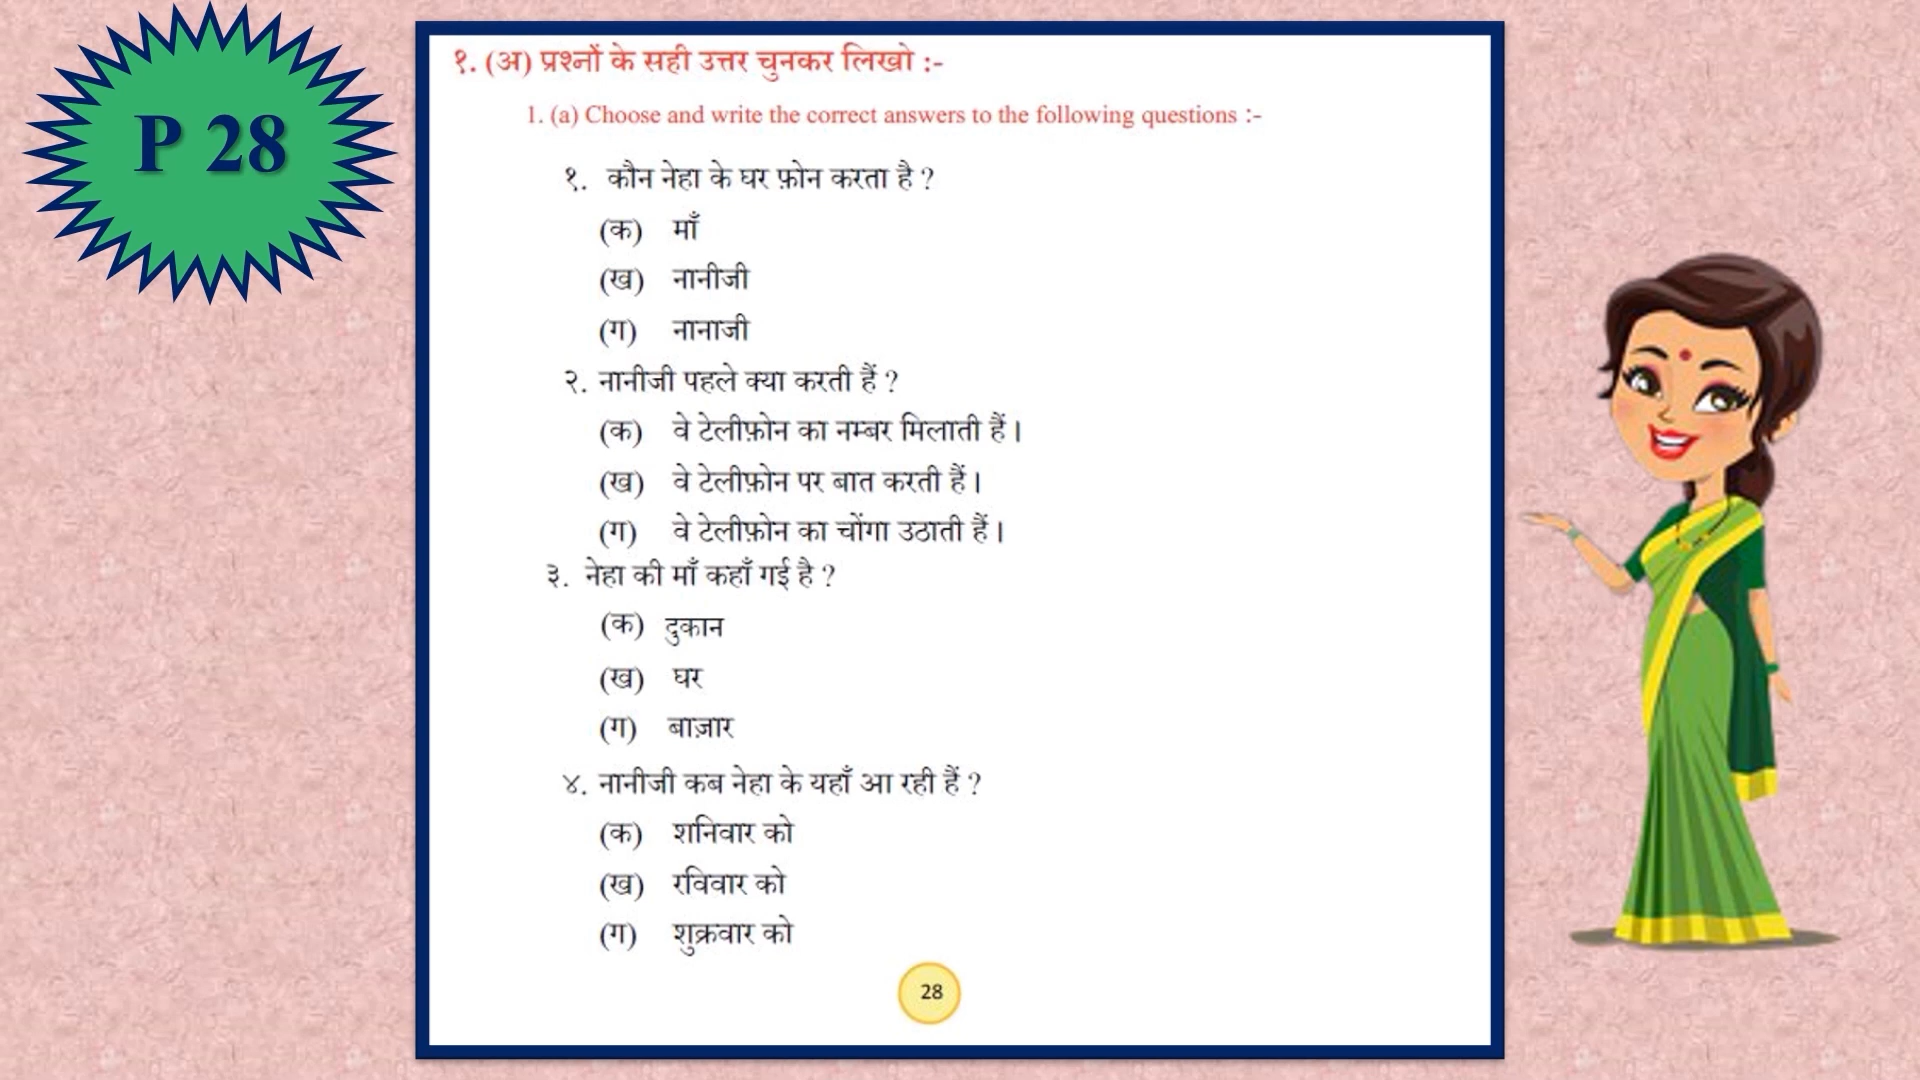 P 28
१. (अ) प्रश्नों के सही उत्तर चुनकर लिखो :-
1. (a) Choose and write the correct answers to the following questions :-
१. कौन नेहा के घर फ़ोन करता है ?
(क) माँ
(ख) नानीजी
(ग) नानाजी
२. नानीजी पहले क्या करती हैं ?
(क) वे टेलीफ़ोन का नम्बर मिलाती हैं।
(ख) वे टेलीफ़ोन पर बात करती हैं।
(ग) वे टेलीफ़ोन का चोंगा उठाती हैं।
३. नेहा की माँ कहाँ गई है ?
(क) दुकान
(ख) घर
(ग) बाज़ार
४. नानीजी कब नेहा के यहाँ आ रही हैं ?
(क) शनिवार को
(ख) रविवार को
(ग) शुक्रवार को
28